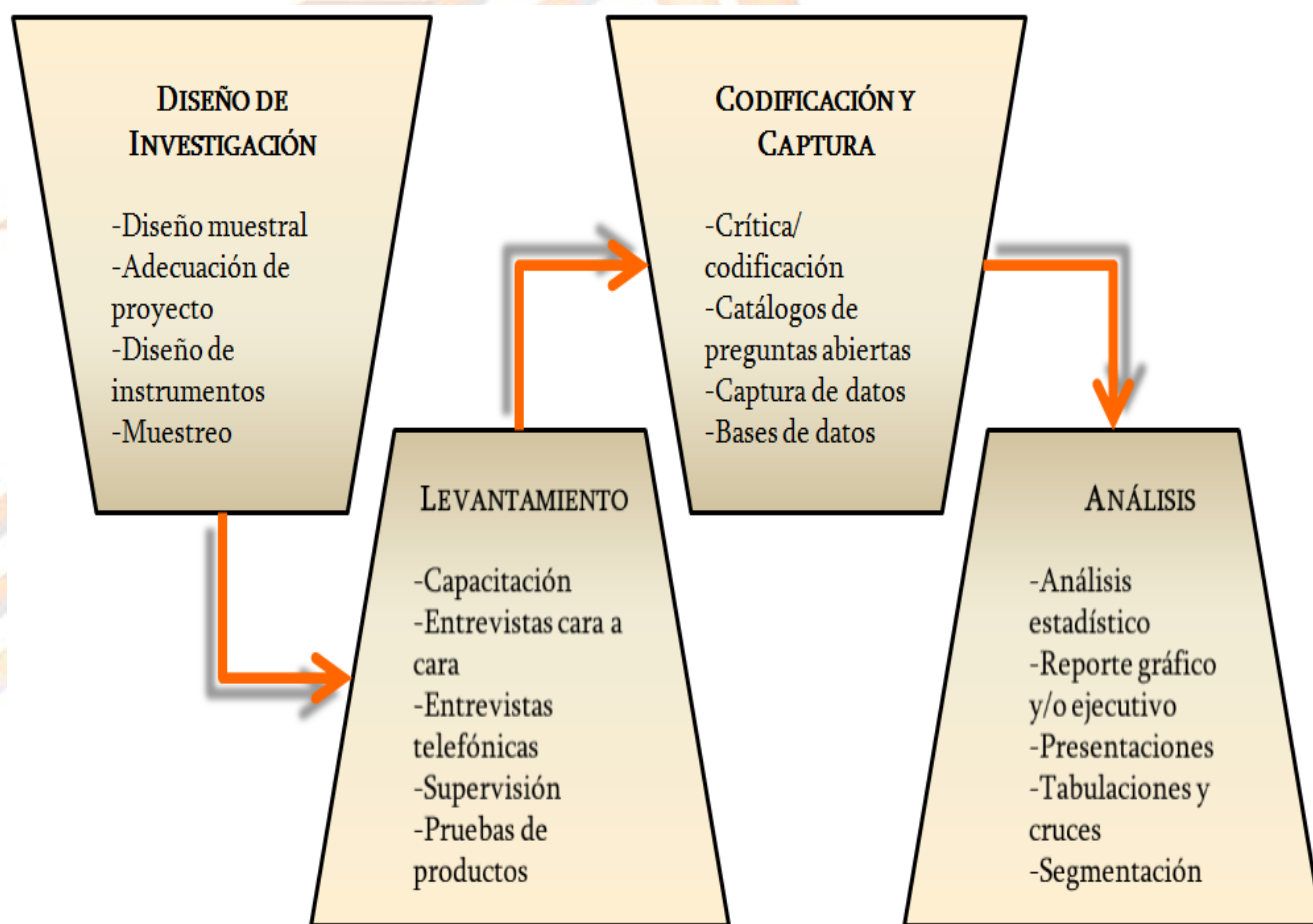 DISEÑO DE
INVESTIGACIÓN
-Diseño muestral
-Adecuación de
proyecto
-Diseño de
instrumentos
-Muestreo
LEVANTAMIENTO
-Capacitación
-Entrevistas cara a
cara
-Entrevistas
telefónicas
-Supervisión
-Pruebas de
productos
CODIFICACIÓN Y
CAPTURA
-Crítica/
codificación
-Catálogos de
preguntas abiertas
-Captura de datos
-Bases de datos
ANÁLISIS
-Análisis
estadístico
-Reporte gráfico
y/o ejecutivo
-Presentaciones
-Tabulaciones y
cruces
-Segmentación